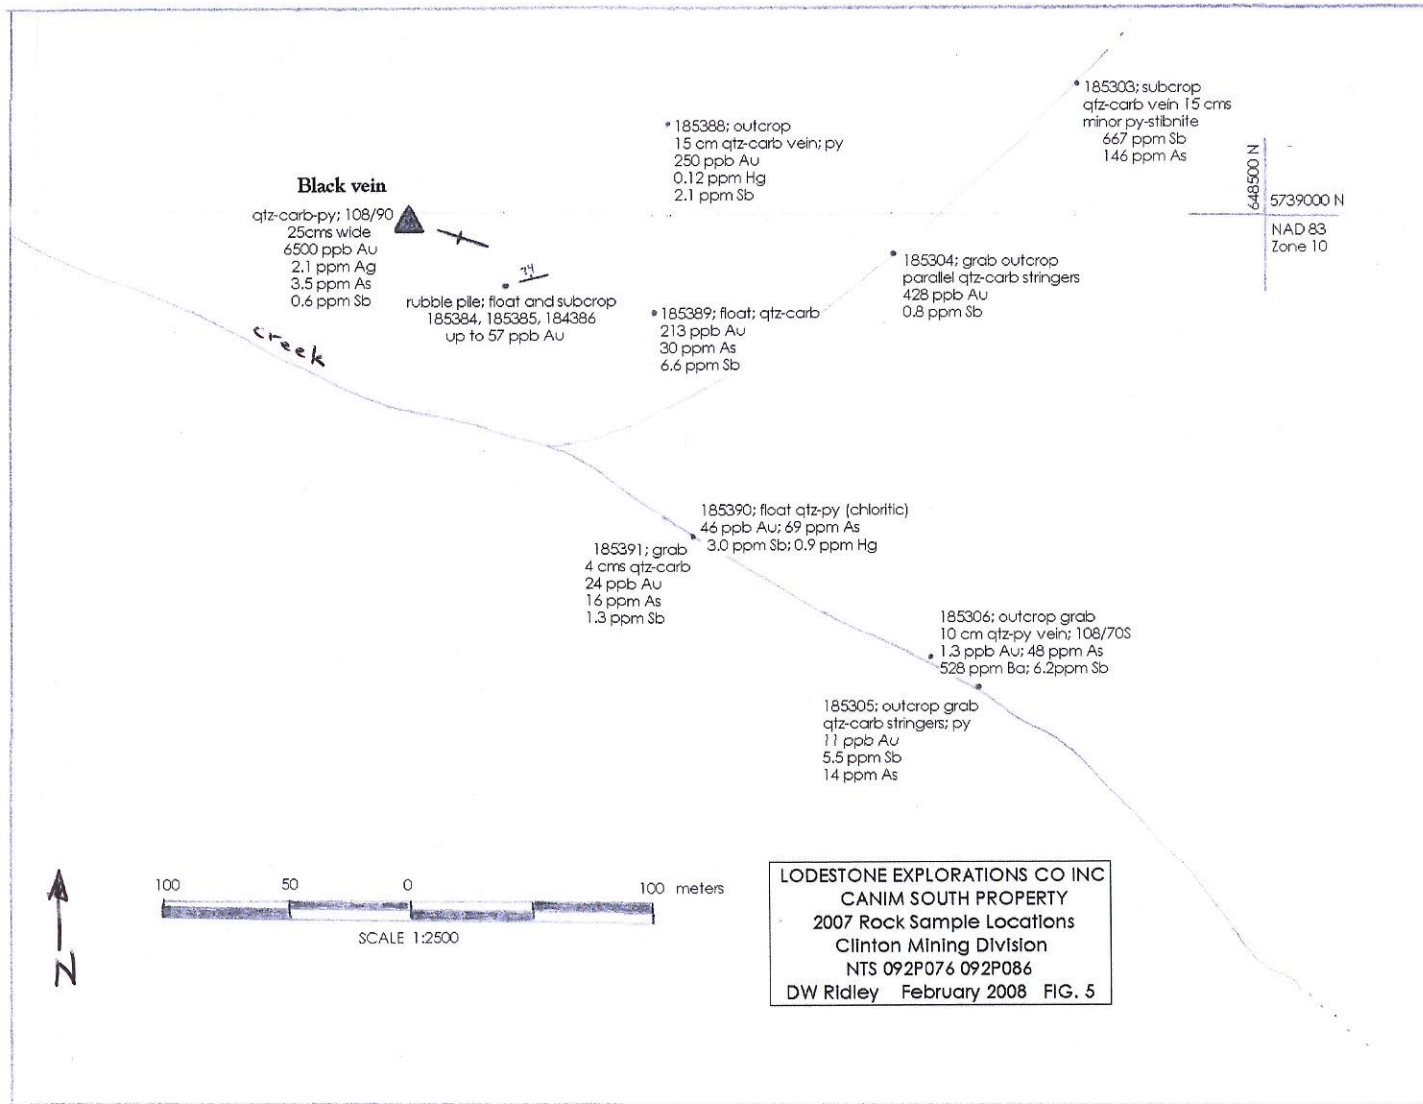 185303; subcrop
qtz-carb vein 15 cms
minor py-stibnite
667 ppm Sb
146 ppm As
185388; outcrop
15 cm qtz-carb vein; py
250 ppb Au
0.12 ppm Hg
2.1 ppm Sb
648500 N
5739000 N
NAD 83
Zone 10
Black vein
qtz-carb-py; 108/90
25cms wide
6500 ppb Au
2.1 ppm Ag
3.5 ppm As
0.6 ppm Sb
74
rubble pile; float and subcrop
185384, 185385, 184386
up to 57 ppb Au
185304; grab outcrop
parallel qtz-carb stringers
428 ppb Au
0.8 ppm Sb
185389; float; qtz-carb
213 ppb Au
30 ppm As
6.6 ppm Sb
creek
185390; float qtz-py (chloritic)
46 ppb Au; 69 ppm As
3.0 ppm Sb; 0.9 ppm Hg
185391; grab
4 cms qtz-carb
24 ppb Au
16 ppm As
1.3 ppm Sb
185306; outcrop grab
10 cm qtz-py vein; 108/70S
1.3 ppb Au; 48 ppm As
528 ppm Ba; 6.2ppm Sb
185305; outcrop grab
qtz-carb stringers; py
11 ppb Au
5.5 ppm Sb
14 ppm As
N
100 50 0 100 meters
SCALE 1:2500
LODESTONE EXPLORATIONS CO INC
CANIM SOUTH PROPERTY
2007 Rock Sample Locations
Clinton Mining Division
NTS 092P076 092P086
DW Ridley February 2008 FIG. 5